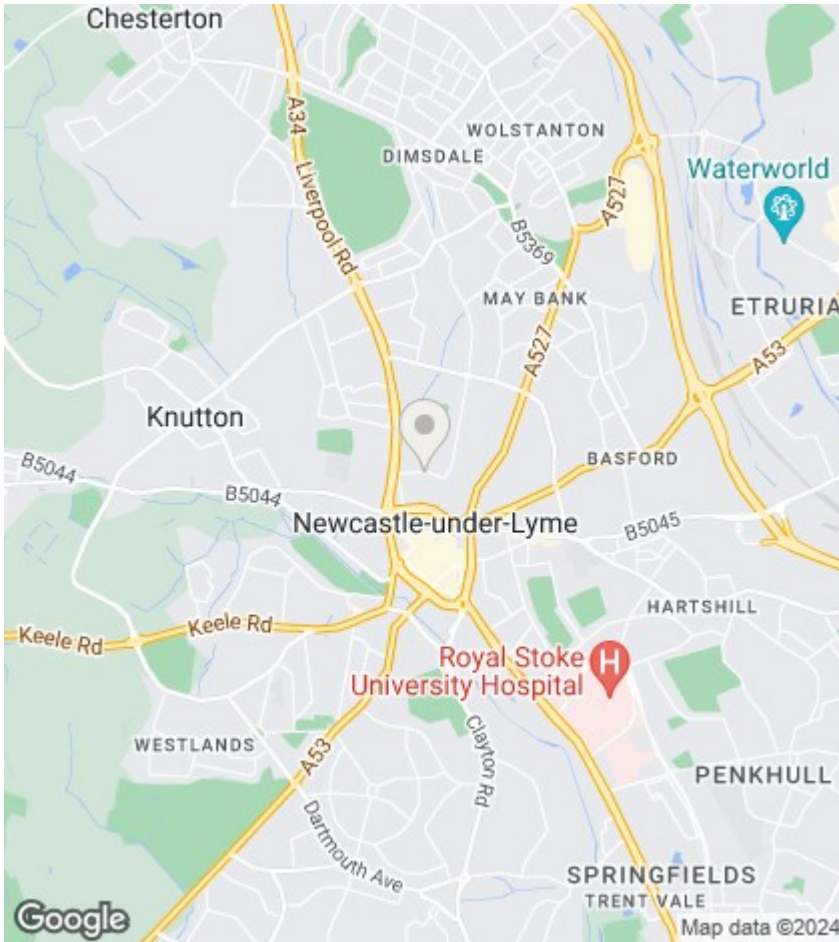 Chesterton
A34
Liverpool Rd
WOLSTANTON
DIMSDALE
Waterworld
A527
B5369
MAY BANK
ETRURIA
A527
A53
Knutton
BASFORD
B5044
B5044
Newcastle-under-Lyme
B5045
HARTSHILL
Keele Rd
Keele Rd
Royal Stoke
University Hospital
H
WESTLANDS
A53
Clayton Rd
PENKHULL
Dartmouth Ave
SPRINGFIELDS
TRENT VALE
Google
Map data ©2024